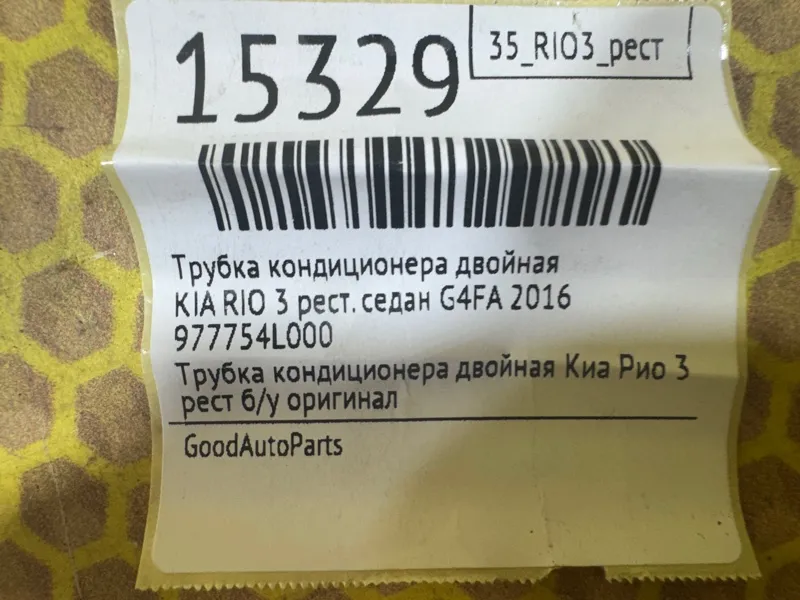 15329
35_RIO3_рест
Трубка кондиционера двойная
KIA RIO 3 рест. седан G4FA 2016
977754L000
Трубка кондиционера двойная Киа Рио 3
рест б/у оригинал
GoodAutoParts